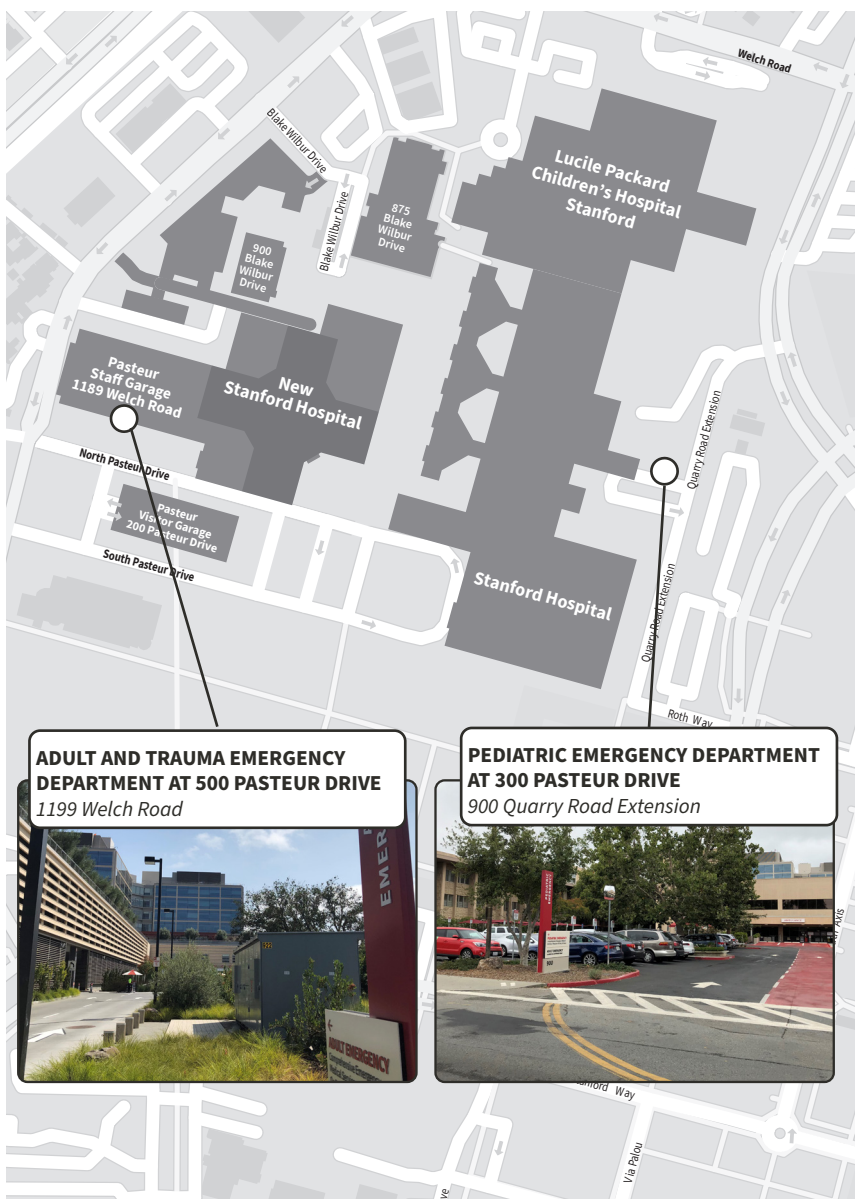 Welch Road
Blake Wilbur Drive
Lucile Packard
Children's Hospital
Stanford
Blake Wilbur Drive
875
Blake
Wilbur
Drive
900
Blake
Wilbur
Drive
Pasteur
Staff Garage
1189 Welch Road
New
Stanford Hospital
Quarry Road Extension
North Pasteur Drive
Pasteur
Visitor Garage
200 Pasteur Drive
South Pasteur Drive
Stanford Hospital
Quarry Road Extension
Roth Way
ADULT AND TRAUMA EMERGENCY
DEPARTMENT AT 500 PASTEUR DRIVE
1199 Welch Road
PEDIATRIC EMERGENCY DEPARTMENT
AT 300 PASTEUR DRIVE
900 Quarry Road Extension
EMER
ADULT EMERGENCY
PEDIATRIC
EMERGENCY
900
Axis
Way
Via Palou